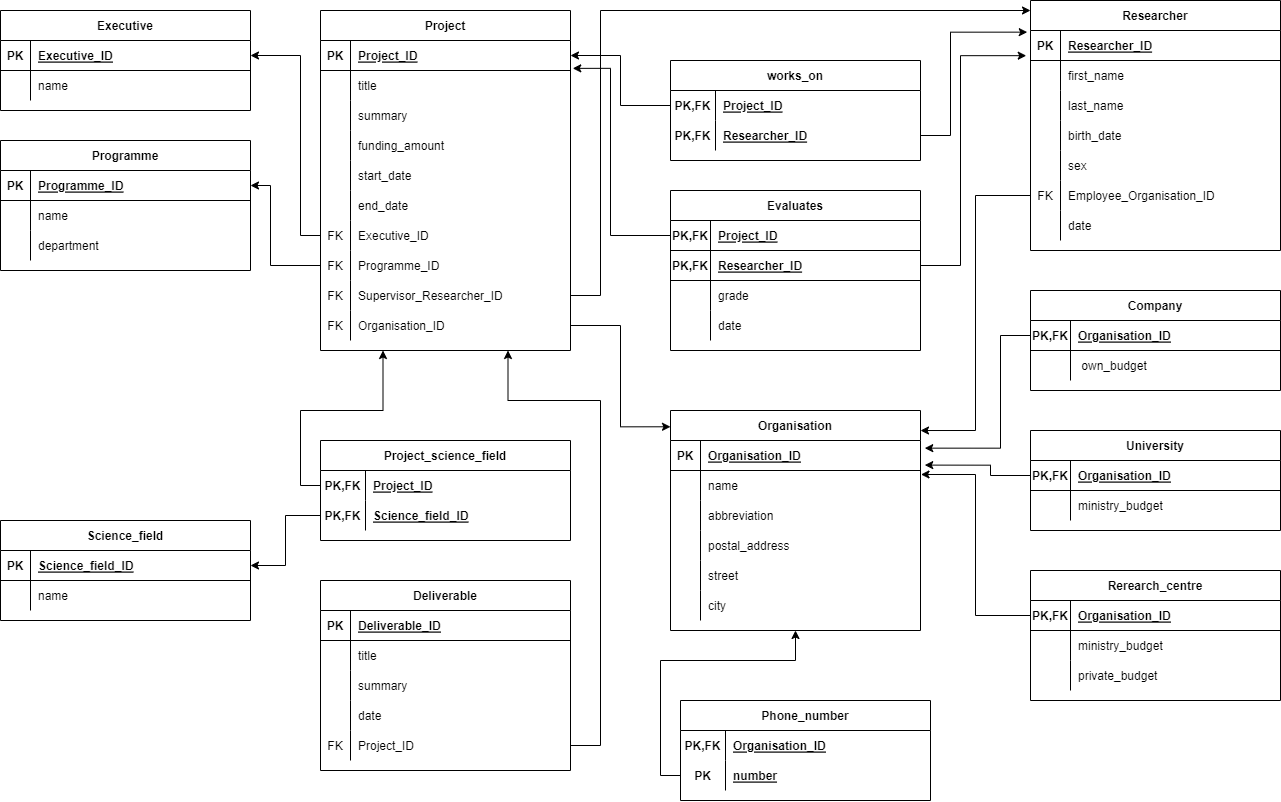 Executive
PK Executive_ID
name
Programme
PK Programme_ID
name
department
Project
PK Project_ID
title
summary
funding_amount
start_date
end_date
FK Executive_ID
FK Programme_ID
FK Supervisor_Researcher_ID
FK Organisation_ID
works_on
PK,FK Project_ID
PK,FK Researcher_ID
Evaluates
PK,FK Project_ID
PK,FK Researcher_ID
grade
date
Researcher
PK Researcher_ID
first_name
last_name
birth_date
sex
FK Employee_Organisation_ID
date
Company
PK,FK Organisation_ID
own_budget
University
PK,FK Organisation_ID
ministry_budget
Rerearch_centre
PK,FK Organisation_ID
ministry_budget
private_budget
Organisation
PK Organisation_ID
name
abbreviation
postal_address
street
city
Phone_number
PK,FK Organisation_ID
PK number
Project_science_field
PK,FK Project_ID
PK,FK Science_field_ID
Science_field
PK Science_field_ID
name
Deliverable
PK Deliverable_ID
title
summary
date
FK Project_ID